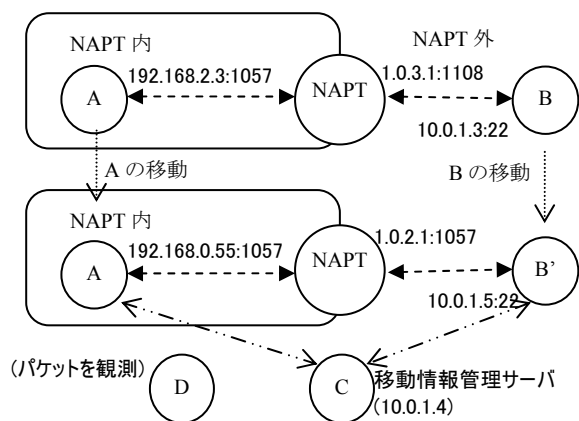 NAPT 内
NAPT 外
192.168.2.3:1057
1.0.3.1:1108
A
NAPT
B
10.0.1.3:22
A の移動
B の移動
NAPT 内
192.168.0.55:1057
1.0.2.1:1057
A
NAPT
B'
10.0.1.5:22
(パケットを観測)
D
C
移動情報管理サーバ
(10.0.1.4)